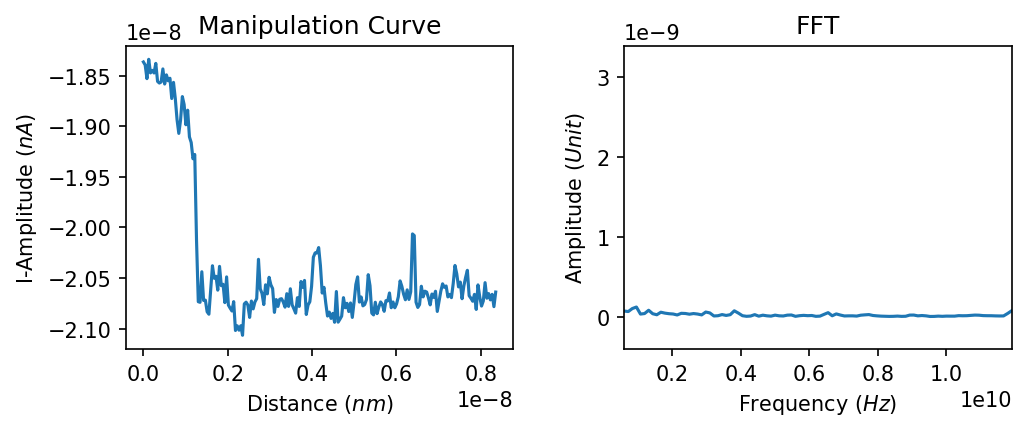 Manipulation Curve
1e−8
I-Amplitude (nA)
−1.85
−1.90
−1.95
−2.00
−2.05
−2.10
0.0 0.2 0.4 0.6 0.8
1e−8
Distance (nm)
FFT
1e−9
Amplitude (Unit)
3
2
1
0
0.2 0.4 0.6 0.8 1.0
1e10
Frequency (Hz)